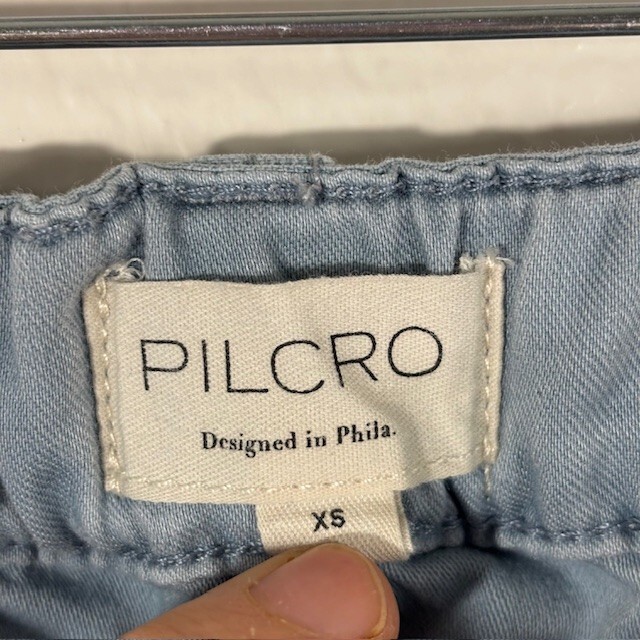 PILCRO
Designed in Phila.
XS